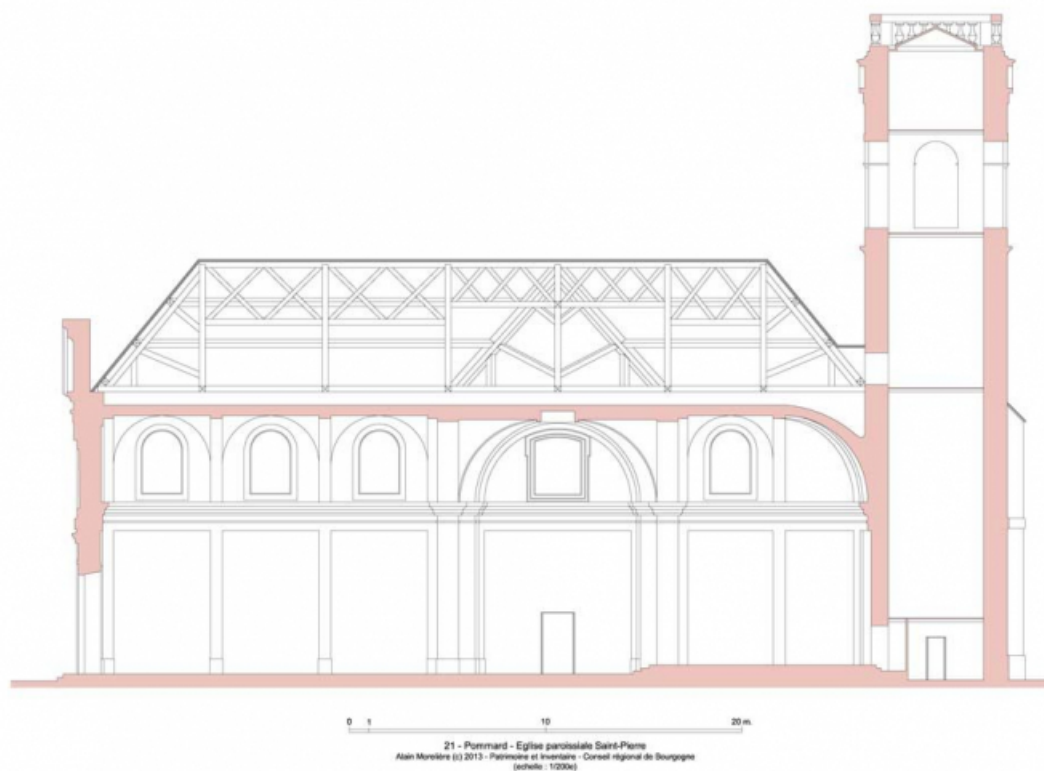 0 1 10 20 m.
21 - Pommard - Eglise paroissiale Saint-Pierre
Alain Morelière (c) 2013 - Patrimoine et Inventaire - Conseil régional de Bourgogne
(echelle : 1/200e)